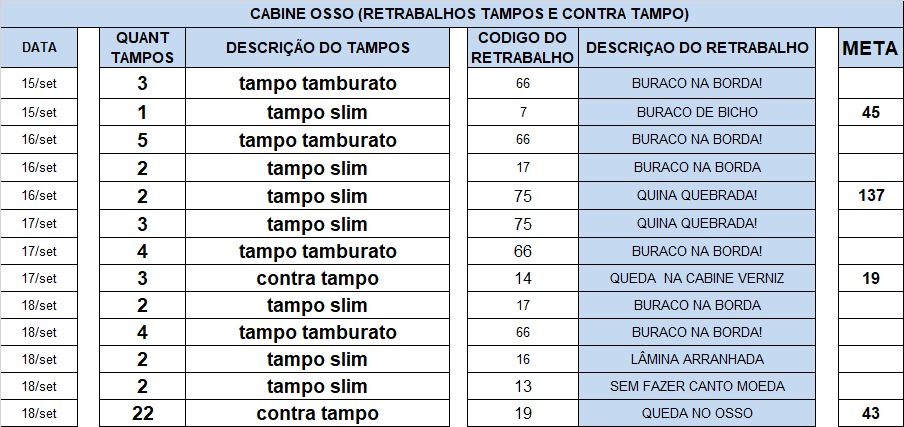 CABINE OSSO (RETRABALHOS TAMPOS E CONTRA TAMPO)
DATA QUANT TAMPOS DESCRIÇÃO DO TAMPOS CODIGO DO RETRABALHO DESCRIÇAO DO RETRABALHO META
15/set 3 tampo tamburato 66 BURACO NA BORDA!
15/set 1 tampo slim 7 BURACO DE BICHO 45
16/set 5 tampo tamburato 66 BURACO NA BORDA!
16/set 2 tampo slim 17 BURACO NA BORDA
16/set 2 tampo slim 75 QUINA QUEBRADA! 137
17/set 3 tampo slim 75 QUINA QUEBRADA!
17/set 4 tampo tamburato 66 BURACO NA BORDA!
17/set 3 contra tampo 14 QUEDA NA CABINE VERNIZ 19
18/set 2 tampo slim 17 BURACO NA BORDA
18/set 4 tampo tamburato 66 BURACO NA BORDA!
18/set 2 tampo slim 16 LÂMINA ARRANHADA
18/set 2 tampo slim 13 SEM FAZER CANTO MOEDA
18/set 22 contra tampo 19 QUEDA NO OSSO 43